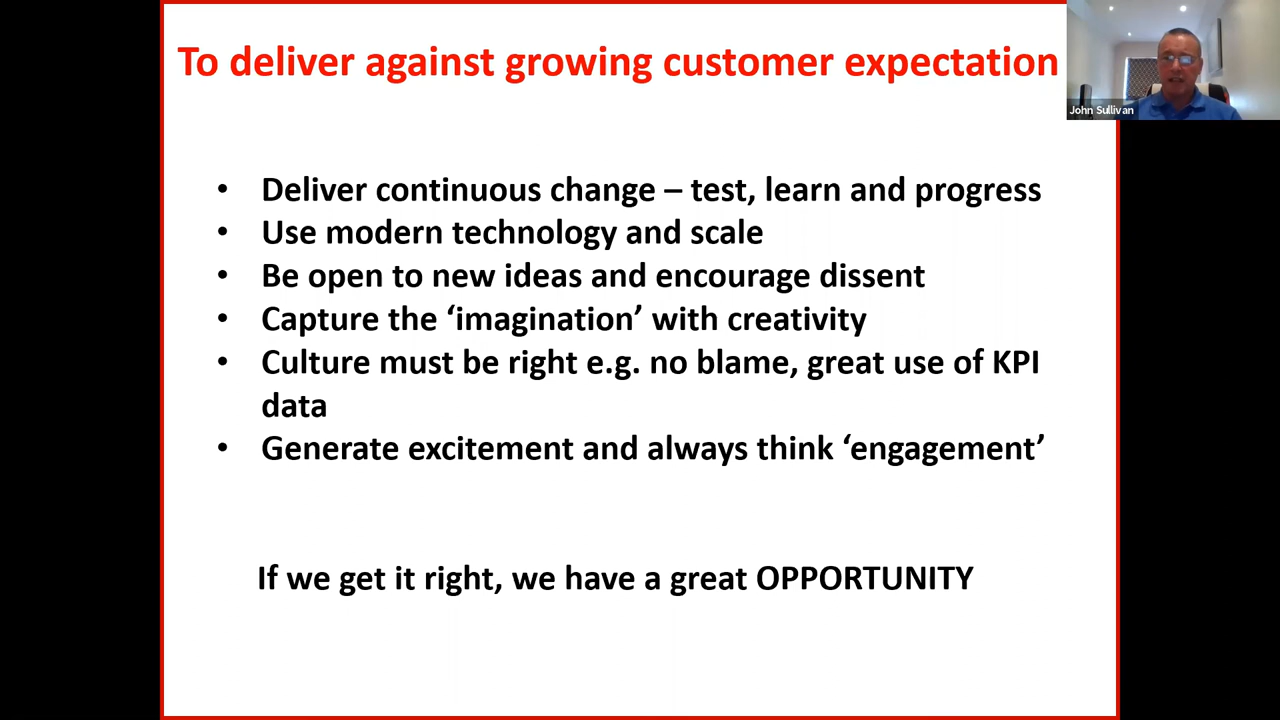 To deliver against growing customer expectation
John Sullivan
• Deliver continuous change – test, learn and progress
• Use modern technology and scale
• Be open to new ideas and encourage dissent
• Capture the ‘imagination’ with creativity
• Culture must be right e.g. no blame, great use of KPI
data
• Generate excitement and always think ‘engagement’
If we get it right, we have a great OPPORTUNITY